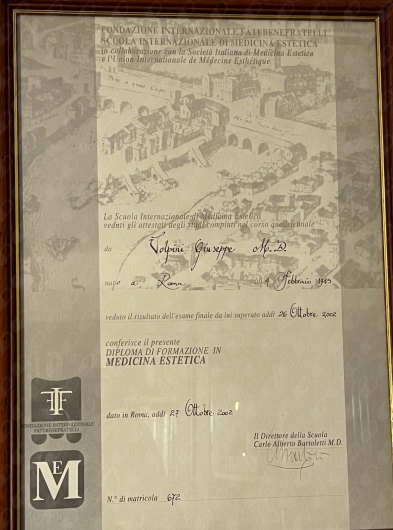 FONDAZIONE INTERNAZIONALE FATEBENEFRATELLI
SCUOLA INTERNAZIONALE DI MEDICINA ESTETICA
in collaborazione con la Società Italiana di Medicina Estetica
e l'Union Internationale de Médecine Esthétique
La Scuola Internazionale di Medicina Estetica
veduti gli attestati degli studi compiuti nel corso quadriennale
da Volpini Giuseppe M.D.
nato a Roma Febbraio 1945
veduto il risultato dell'esame finale da lui superato addì 26 Ottobre 2002
conferisce il presente
DIPLOMA DI FORMAZIONE IN
MEDICINA ESTETICA
dato in Roma, addì 27 Ottobre 2002
FONDAZIONE INTERNAZIONALE
FATEBENEFRATELLI
Il Direttore della Scuola
Carlo Alberto Bartoletti M.D.
M E
N.° di matricola 672